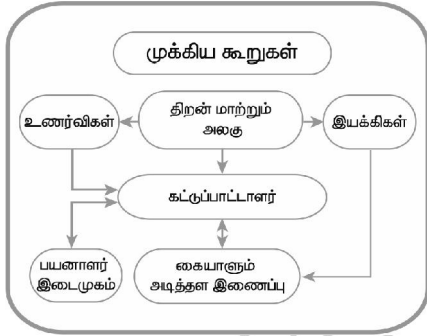 முக்கிய கூறுகள்
உணர்விகள்
திறன் மாற்றும்
அலகு
இயக்கிகள்
கட்டுப்பாட்டாளர்
பயனாளர்
இடைமுகம்
கையாளும்
அடித்தள இணைப்பு